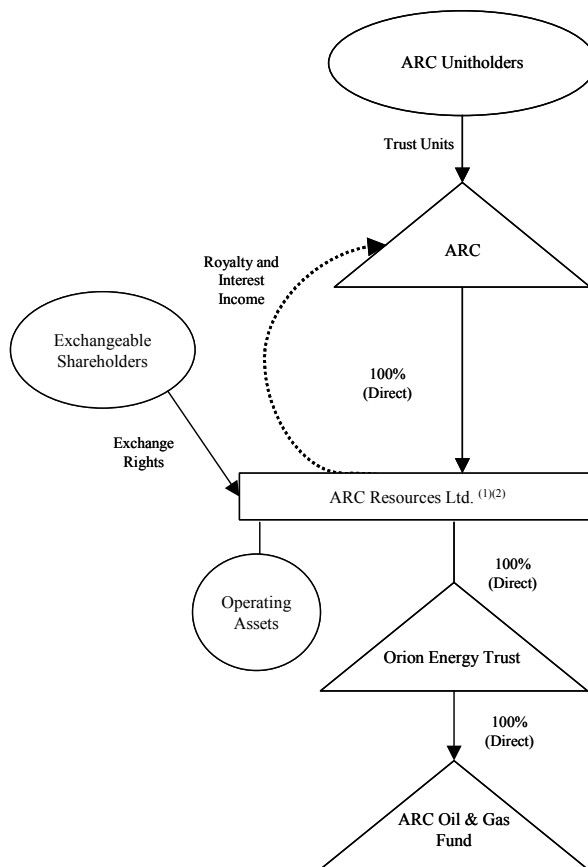 ARC Unitholders
Trust Units
ARC
Royalty and
Interest
Income
Exchangeable
Shareholders
100%
(Direct)
Exchange
Rights
ARC Resources Ltd. (1)(2)
100%
(Direct)
Operating
Assets
Orion Energy Trust
100%
(Direct)
ARC Oil & Gas
Fund